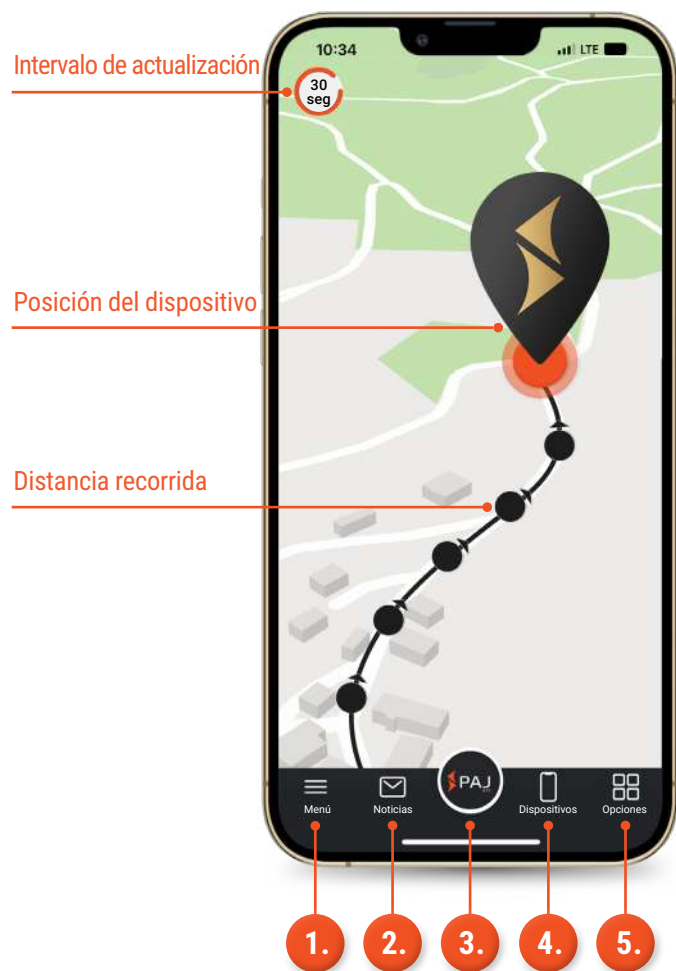 10:34
LTE
Intervalo de actualización
30
seg
Posición del dispositivo
Distancia recorrida
PAJ
Menú
Noticias
Dispositivos
Opciones
1.
2.
3.
4.
5.